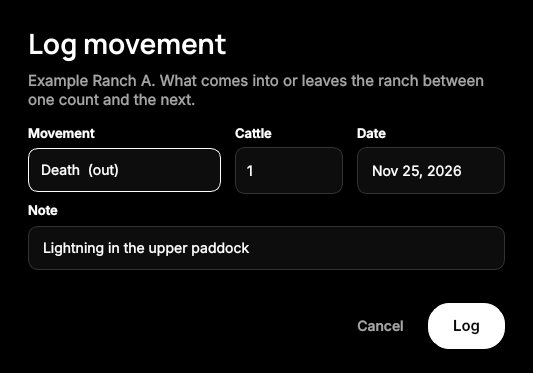 Log movement
Example Ranch A. What comes into or leaves the ranch between
one count and the next.
Movement Cattle Date
Death (out) 1 Nov 25, 2026
Note
Lightning in the upper paddock
Cancel Log